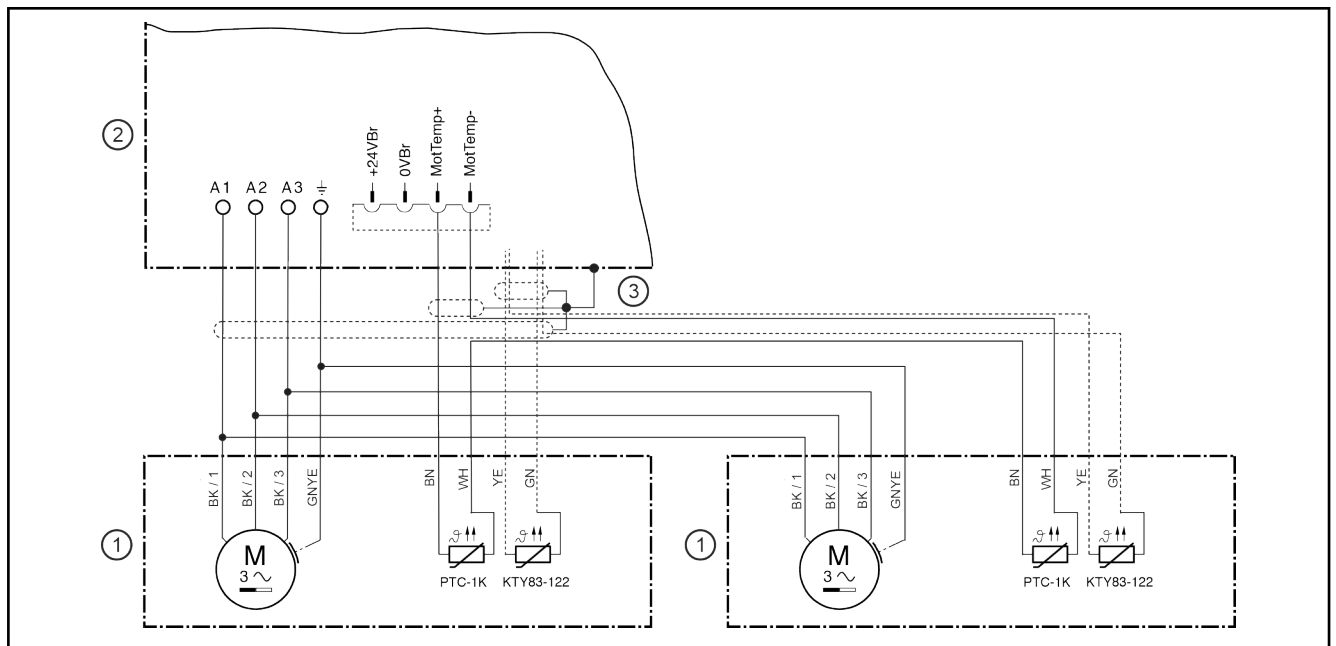 2
+24VBr
0VBr
MotTemp+
MotTemp-
A1 A2 A3
3
BK / 1
BK / 2
BK / 3
GNYE
BN
WH
YE
GN
BK / 1
BK / 2
BK / 3
GNYE
BN
WH
YE
GN
1
M
3
φ
φ
PTC-1K KTY83-122
1
M
3
φ
φ
PTC-1K KTY83-122